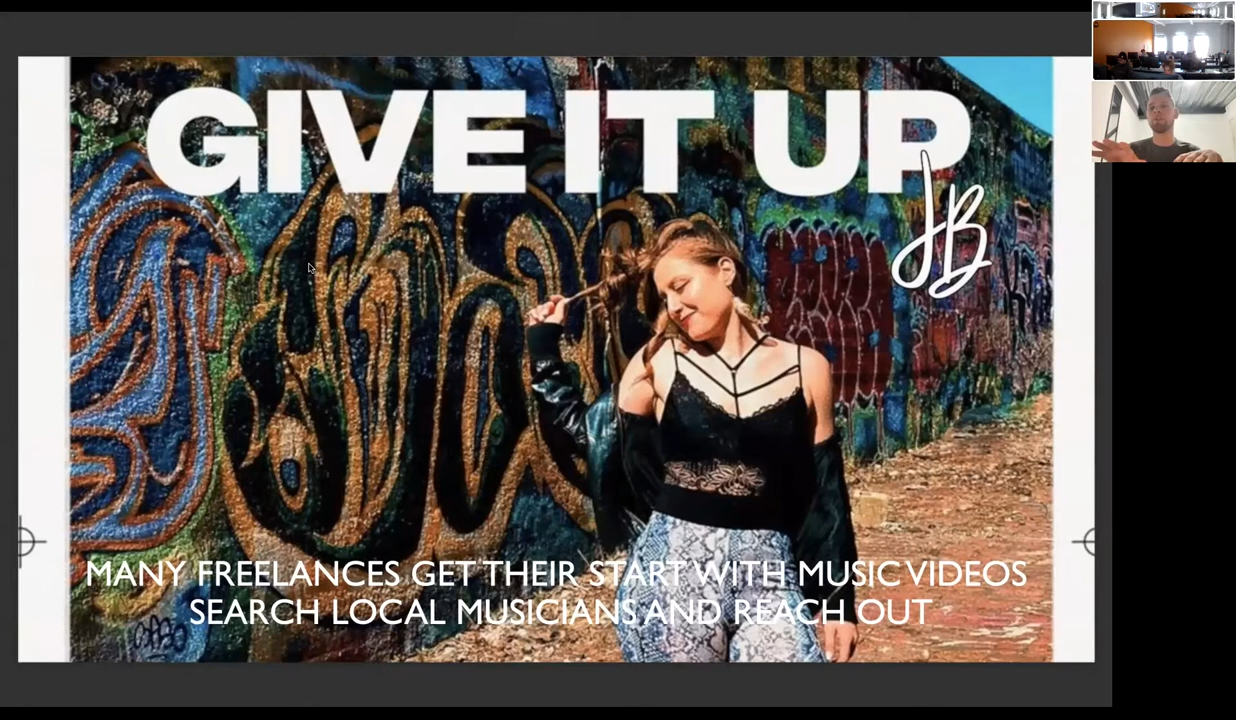 GIVE IT UP
JB
MANY FREELANCES GET THEIR START WITH MUSIC VIDEOS
SEARCH LOCAL MUSICIANS AND REACH OUT